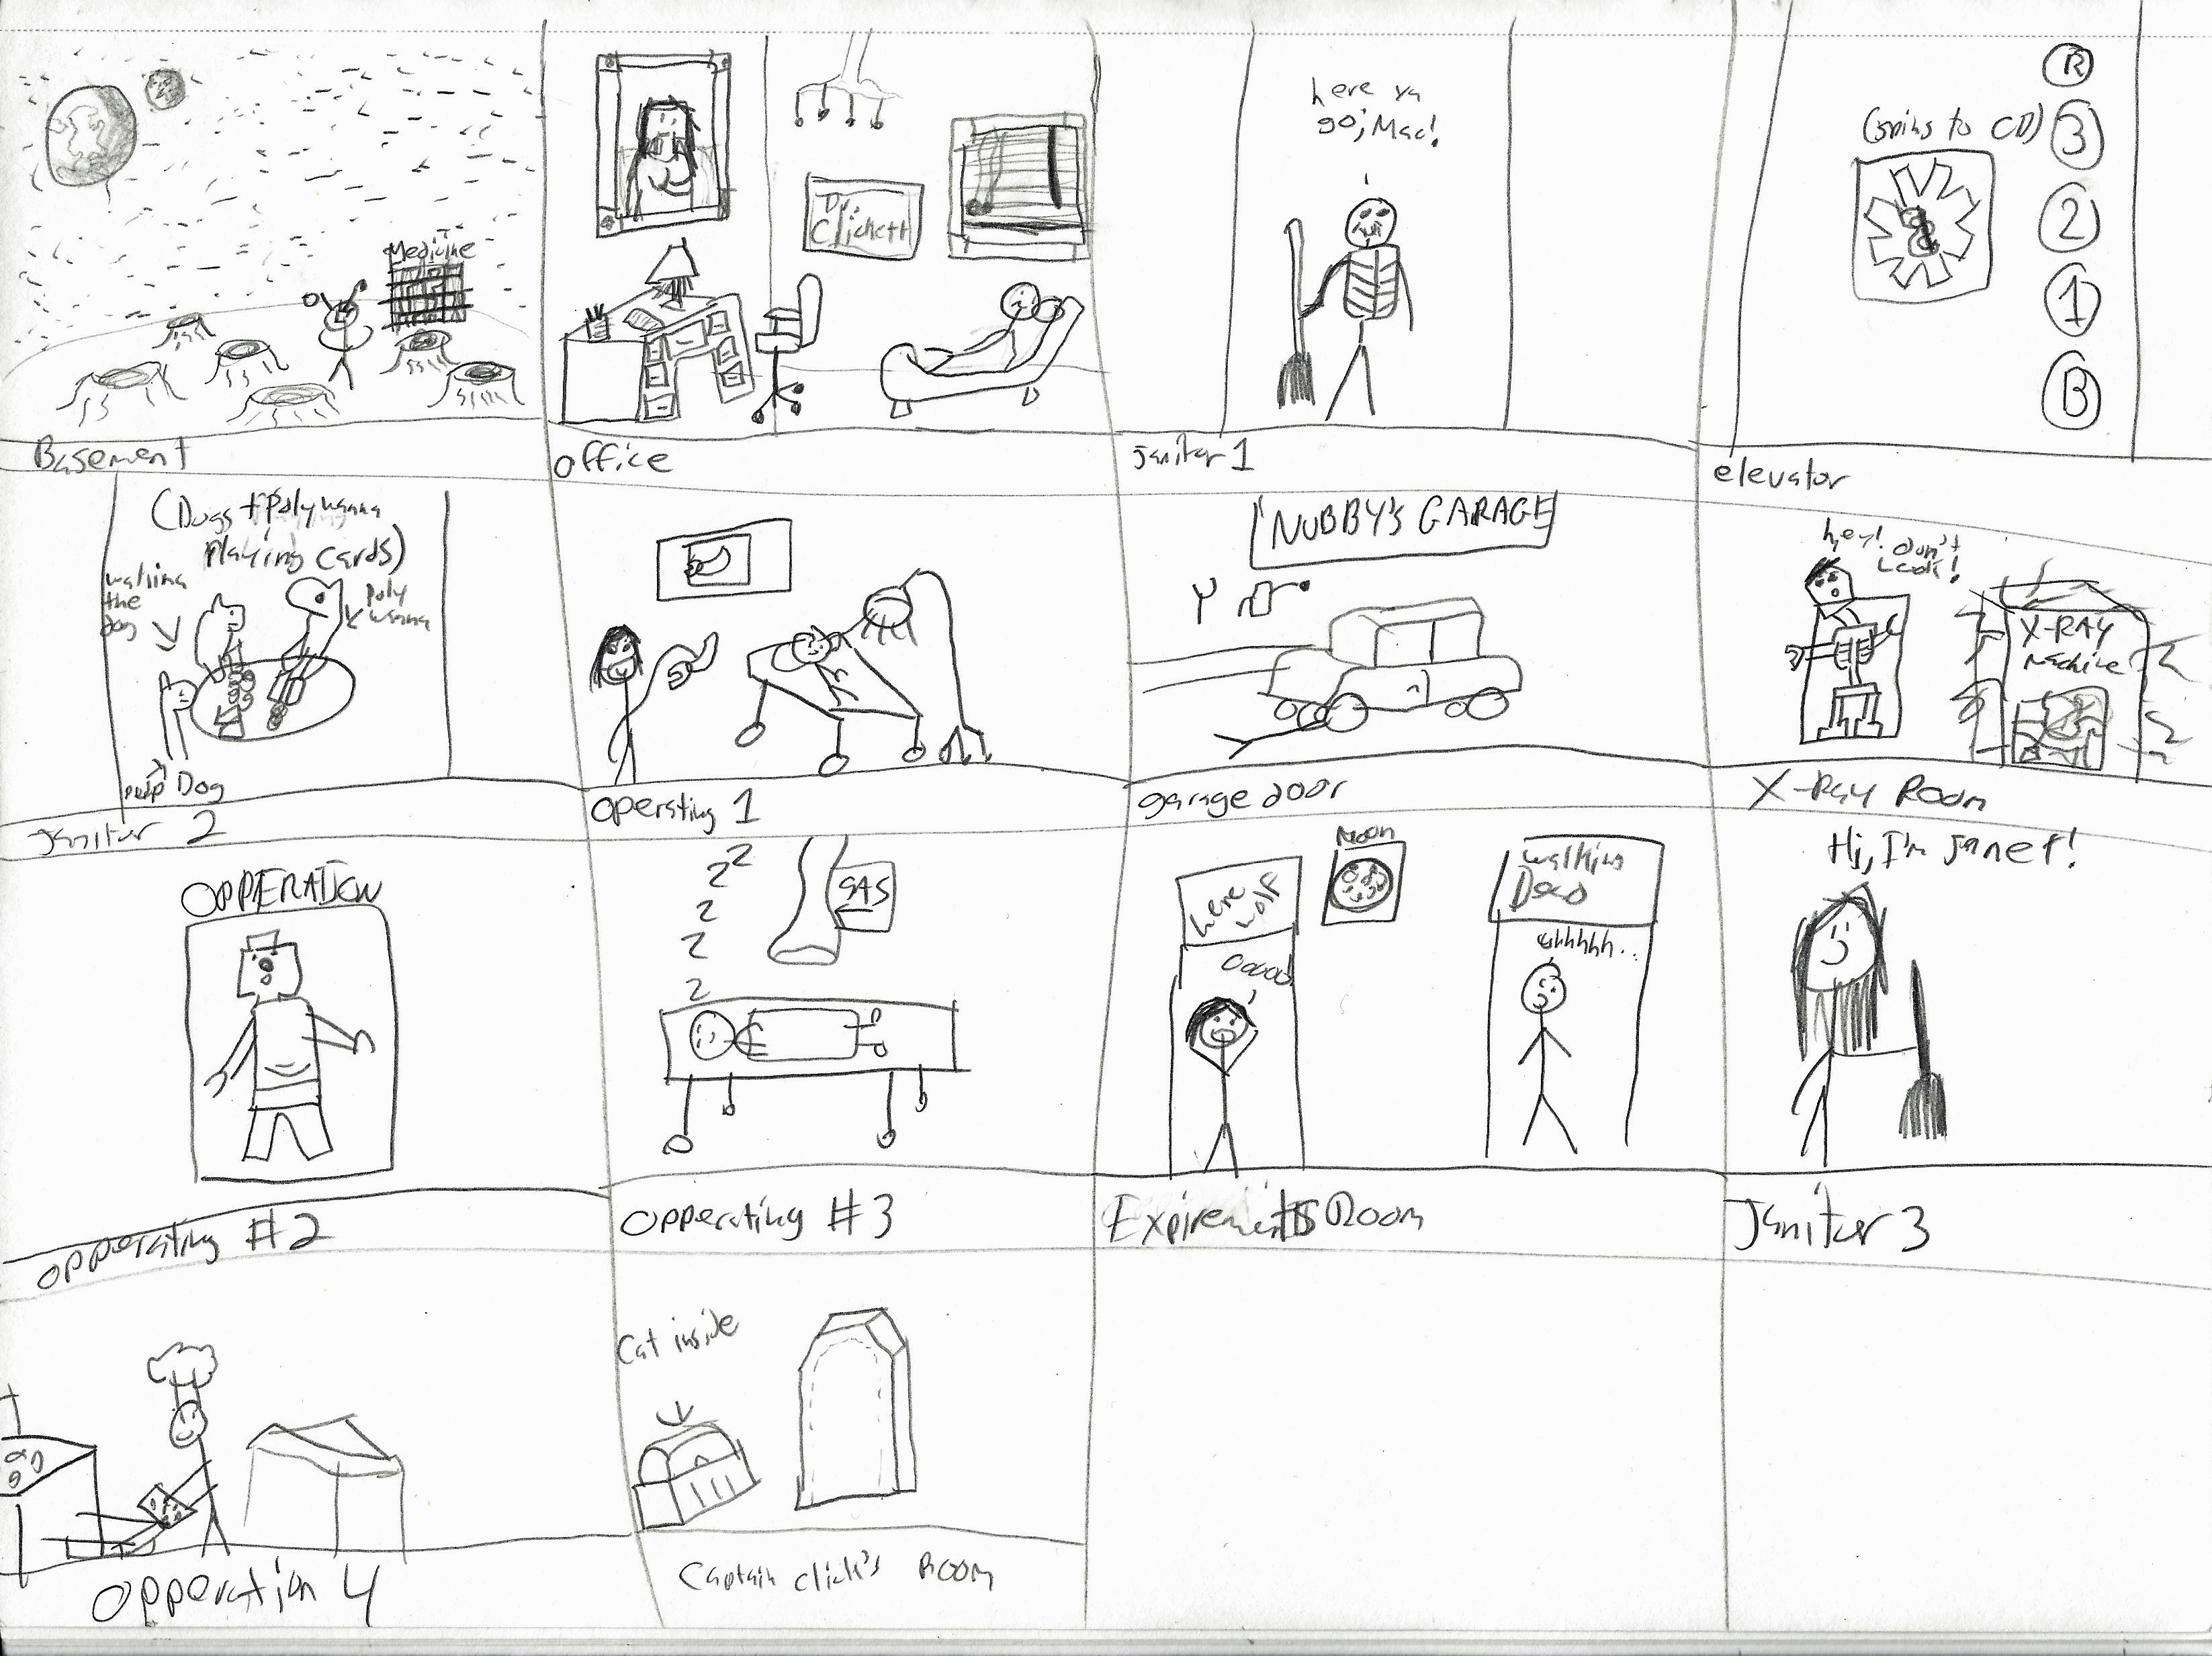 Medicine
Basement
Dr.
Clickett
office
here ya
go, Mac!
janitor 1
(going to CD)
R
3
2
1
B
elevator
(Dogs + Polywanna
Playing cards)
walking
the
dog
Poly
wanna
Pulp Dog
janitor 2
operating 1
NUBBY'S GARAGE
garage door
hey! don't
Look!
X-RAY
Machine
X-Ray Room
OPPERATION
opperating #2
z z
z
z
z
GAS
opperating #3
here
wolf
Oooo!
Moon
walking
Dead
uhhhhh..
Expirements Room
Hi, I'm Janet!
Janitor 3
opperation 4
Cat inside
Captain click's Room